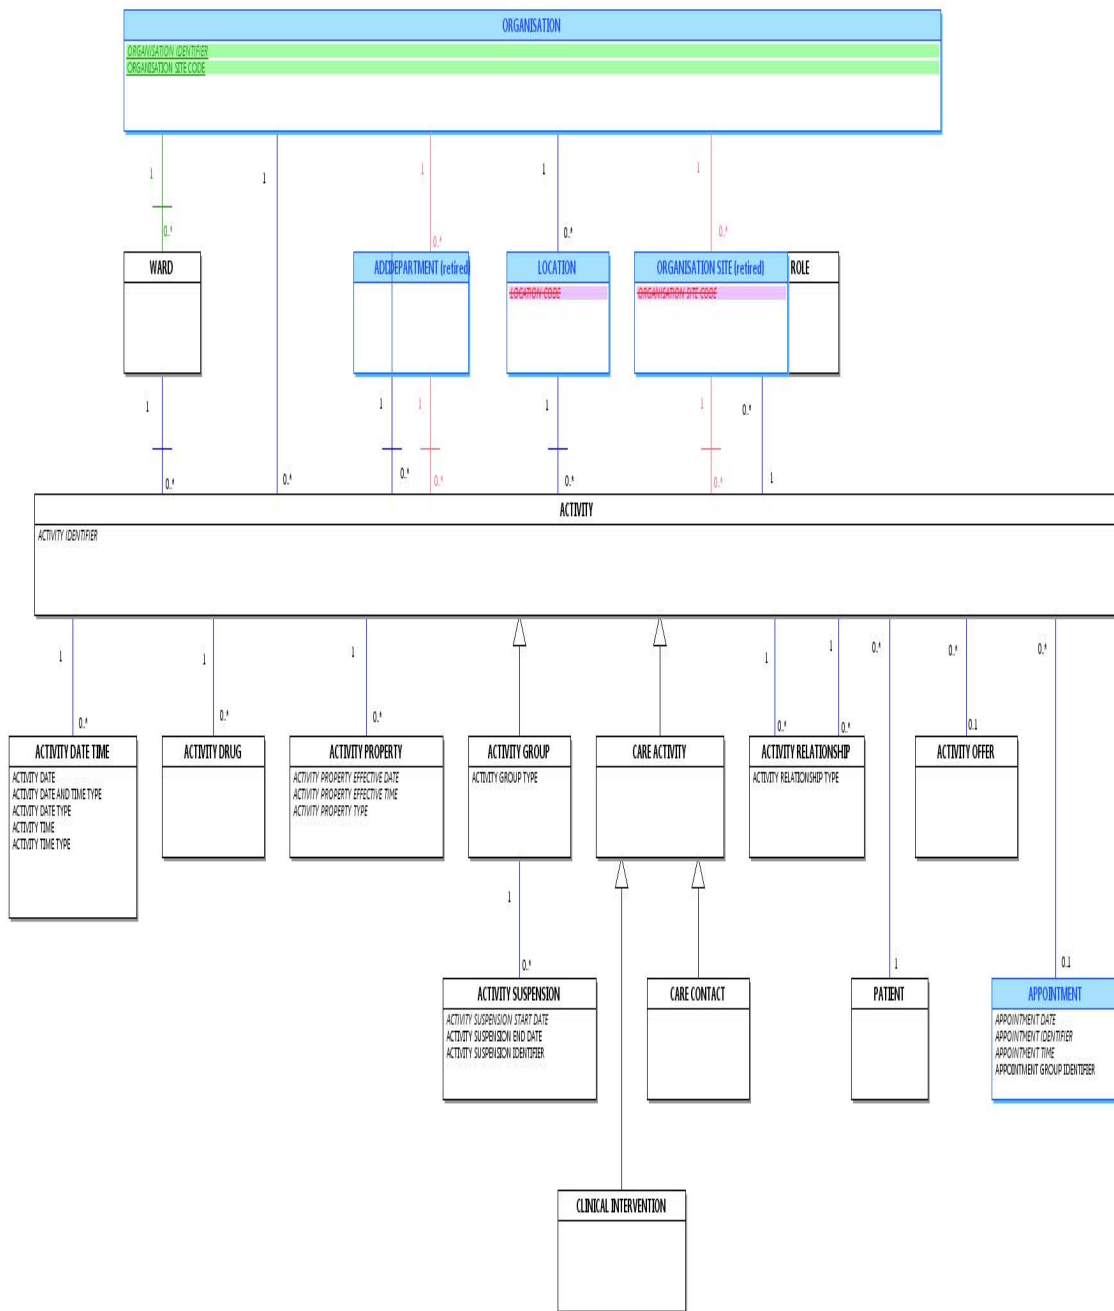 ORGANISATION
ORGANISATION IDENTIFIER
ORGANISATION SITE CODE
1
1
1
1
1
0..*
0..*
0..*
0..*
WARD
DEPARTMENT (retired)
LOCATION
ORGANISATION SITE (retired)
ROLE
LOCATION CODE
ORGANISATION SITE CODE
1
1
1
1
1
0..*
0..*
0..*
0..*
0..*
0..*
0..*
1
ACTIVITY
ACTIVITY IDENTIFIER
1
1
1
1
1
0..*
0..*
0..*
0..*
0..*
0..*
0..*
0..*
0..1
ACTIVITY DATE TIME
ACTIVITY DATE
ACTIVITY DATE AND TIME TYPE
ACTIVITY DATE TYPE
ACTIVITY TIME
ACTIVITY TIME TYPE
ACTIVITY DRUG
ACTIVITY PROPERTY
ACTIVITY PROPERTY EFFECTIVE DATE
ACTIVITY PROPERTY EFFECTIVE TIME
ACTIVITY PROPERTY TYPE
ACTIVITY GROUP
ACTIVITY GROUP TYPE
CARE ACTIVITY
ACTIVITY RELATIONSHIP
ACTIVITY RELATIONSHIP TYPE
ACTIVITY OFFER
1
0..*
1
0..1
ACTIVITY SUSPENSION
ACTIVITY SUSPENSION START DATE
ACTIVITY SUSPENSION END DATE
ACTIVITY SUSPENSION IDENTIFIER
CARE CONTACT
PATIENT
APPOINTMENT
APPOINTMENT DATE
APPOINTMENT IDENTIFIER
APPOINTMENT TIME
APPOINTMENT GROUP IDENTIFIER
CLINICAL INTERVENTION